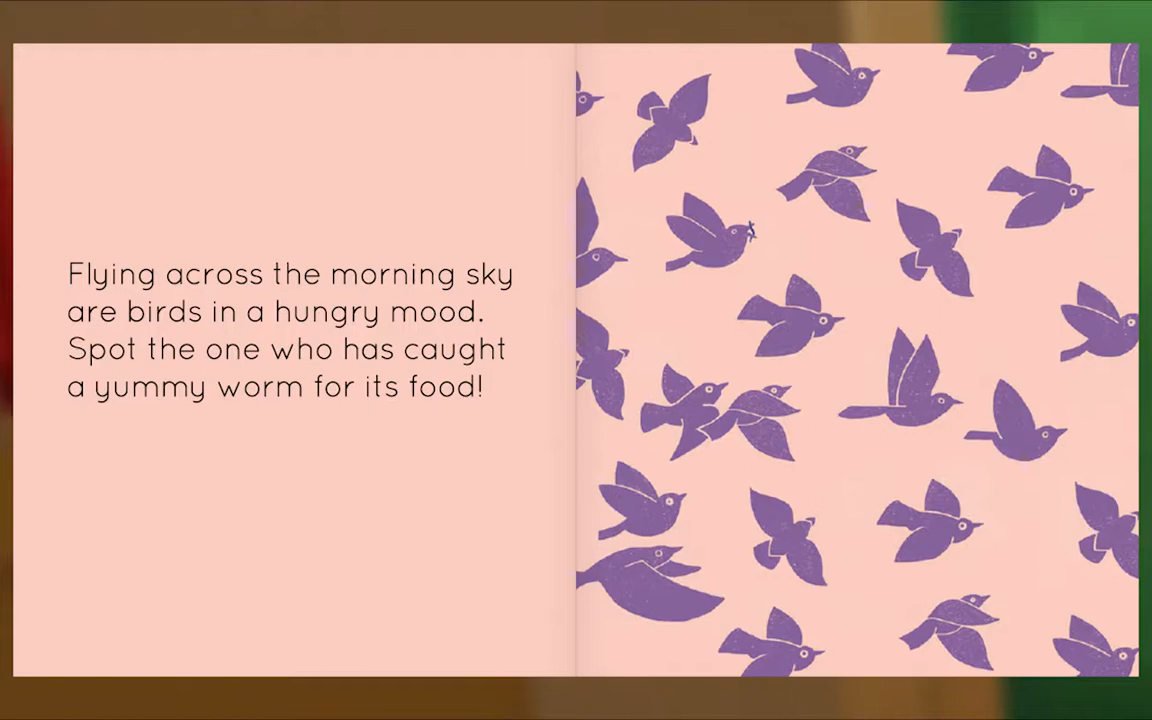 Flying across the morning sky
are birds in a hungry mood.
Spot the one who has caught
a yummy worm for its food!